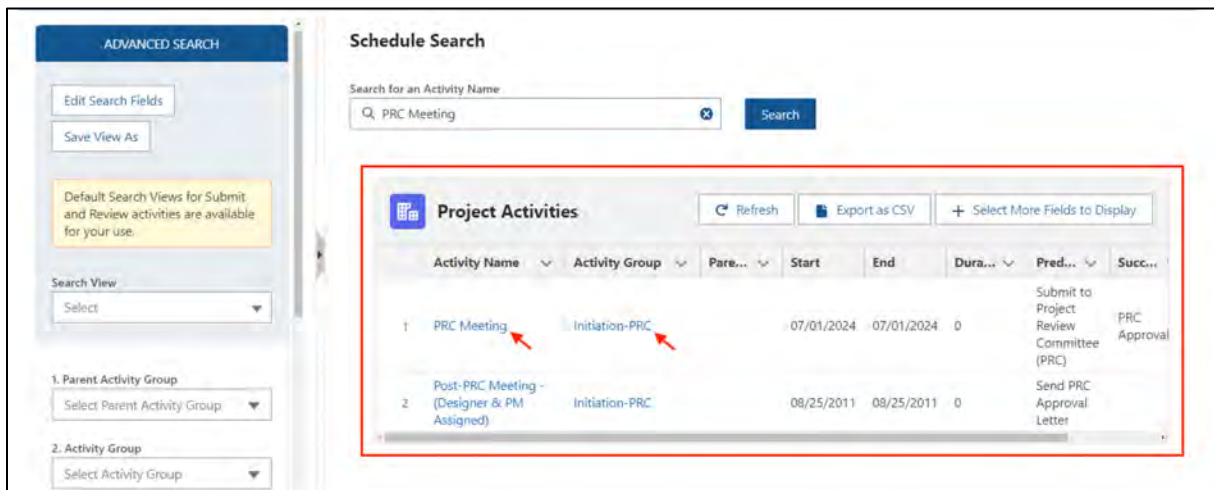 ADVANCED SEARCH
Edit Search Fields
Save View As
Default Search Views for Submit
and Review activities are available
for your use.
Search View
Select
1. Parent Activity Group
Select Parent Activity Group
2. Activity Group
Select Activity Group
Schedule Search
Search for an Activity Name
PRC Meeting
Search
Project Activities
Refresh
Export as CSV
+ Select More Fields to Display
Activity Name Activity Group Pare... Start End Dura... Pred... Succ...
1 PRC Meeting Initiation-PRC 07/01/2024 07/01/2024 0
Submit to
Project
Review
Committee
(PRC)
PRC
Approval
2
Post-PRC Meeting -
(Designer & PM
Assigned)
Initiation-PRC 08/25/2011 08/25/2011 0
Send PRC
Approval
Letter